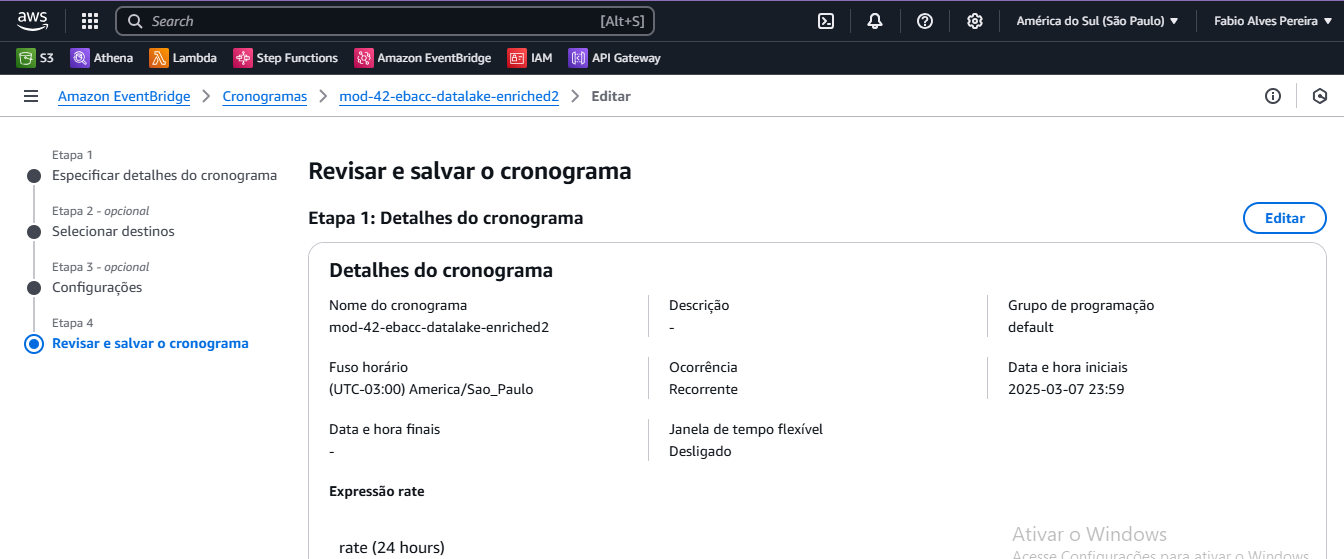 aws
Search [Alt+S] América do Sul (São Paulo) Fabio Alves Pereira
S3 Athena Lambda Step Functions Amazon EventBridge IAM API Gateway
Amazon EventBridge > Cronogramas > mod-42-ebacc-datalake-enriched2 > Editar
Etapa 1
Especificar detalhes do cronograma
Etapa 2 - opcional
Selecionar destinos
Etapa 3 - opcional
Configurações
Etapa 4
Revisar e salvar o cronograma
Revisar e salvar o cronograma
Etapa 1: Detalhes do cronograma
Editar
Detalhes do cronograma
Nome do cronograma
mod-42-ebacc-datalake-enriched2
Descrição
-
Grupo de programação
default
Fuso horário
(UTC-03:00) America/Sao_Paulo
Ocorrência
Recorrente
Data e hora iniciais
2025-03-07 23:59
Data e hora finais
-
Janela de tempo flexível
Desligado
Expressão rate
rate (24 hours)
Ativar o Windows
Acesse Configurações para ativar o Windows.